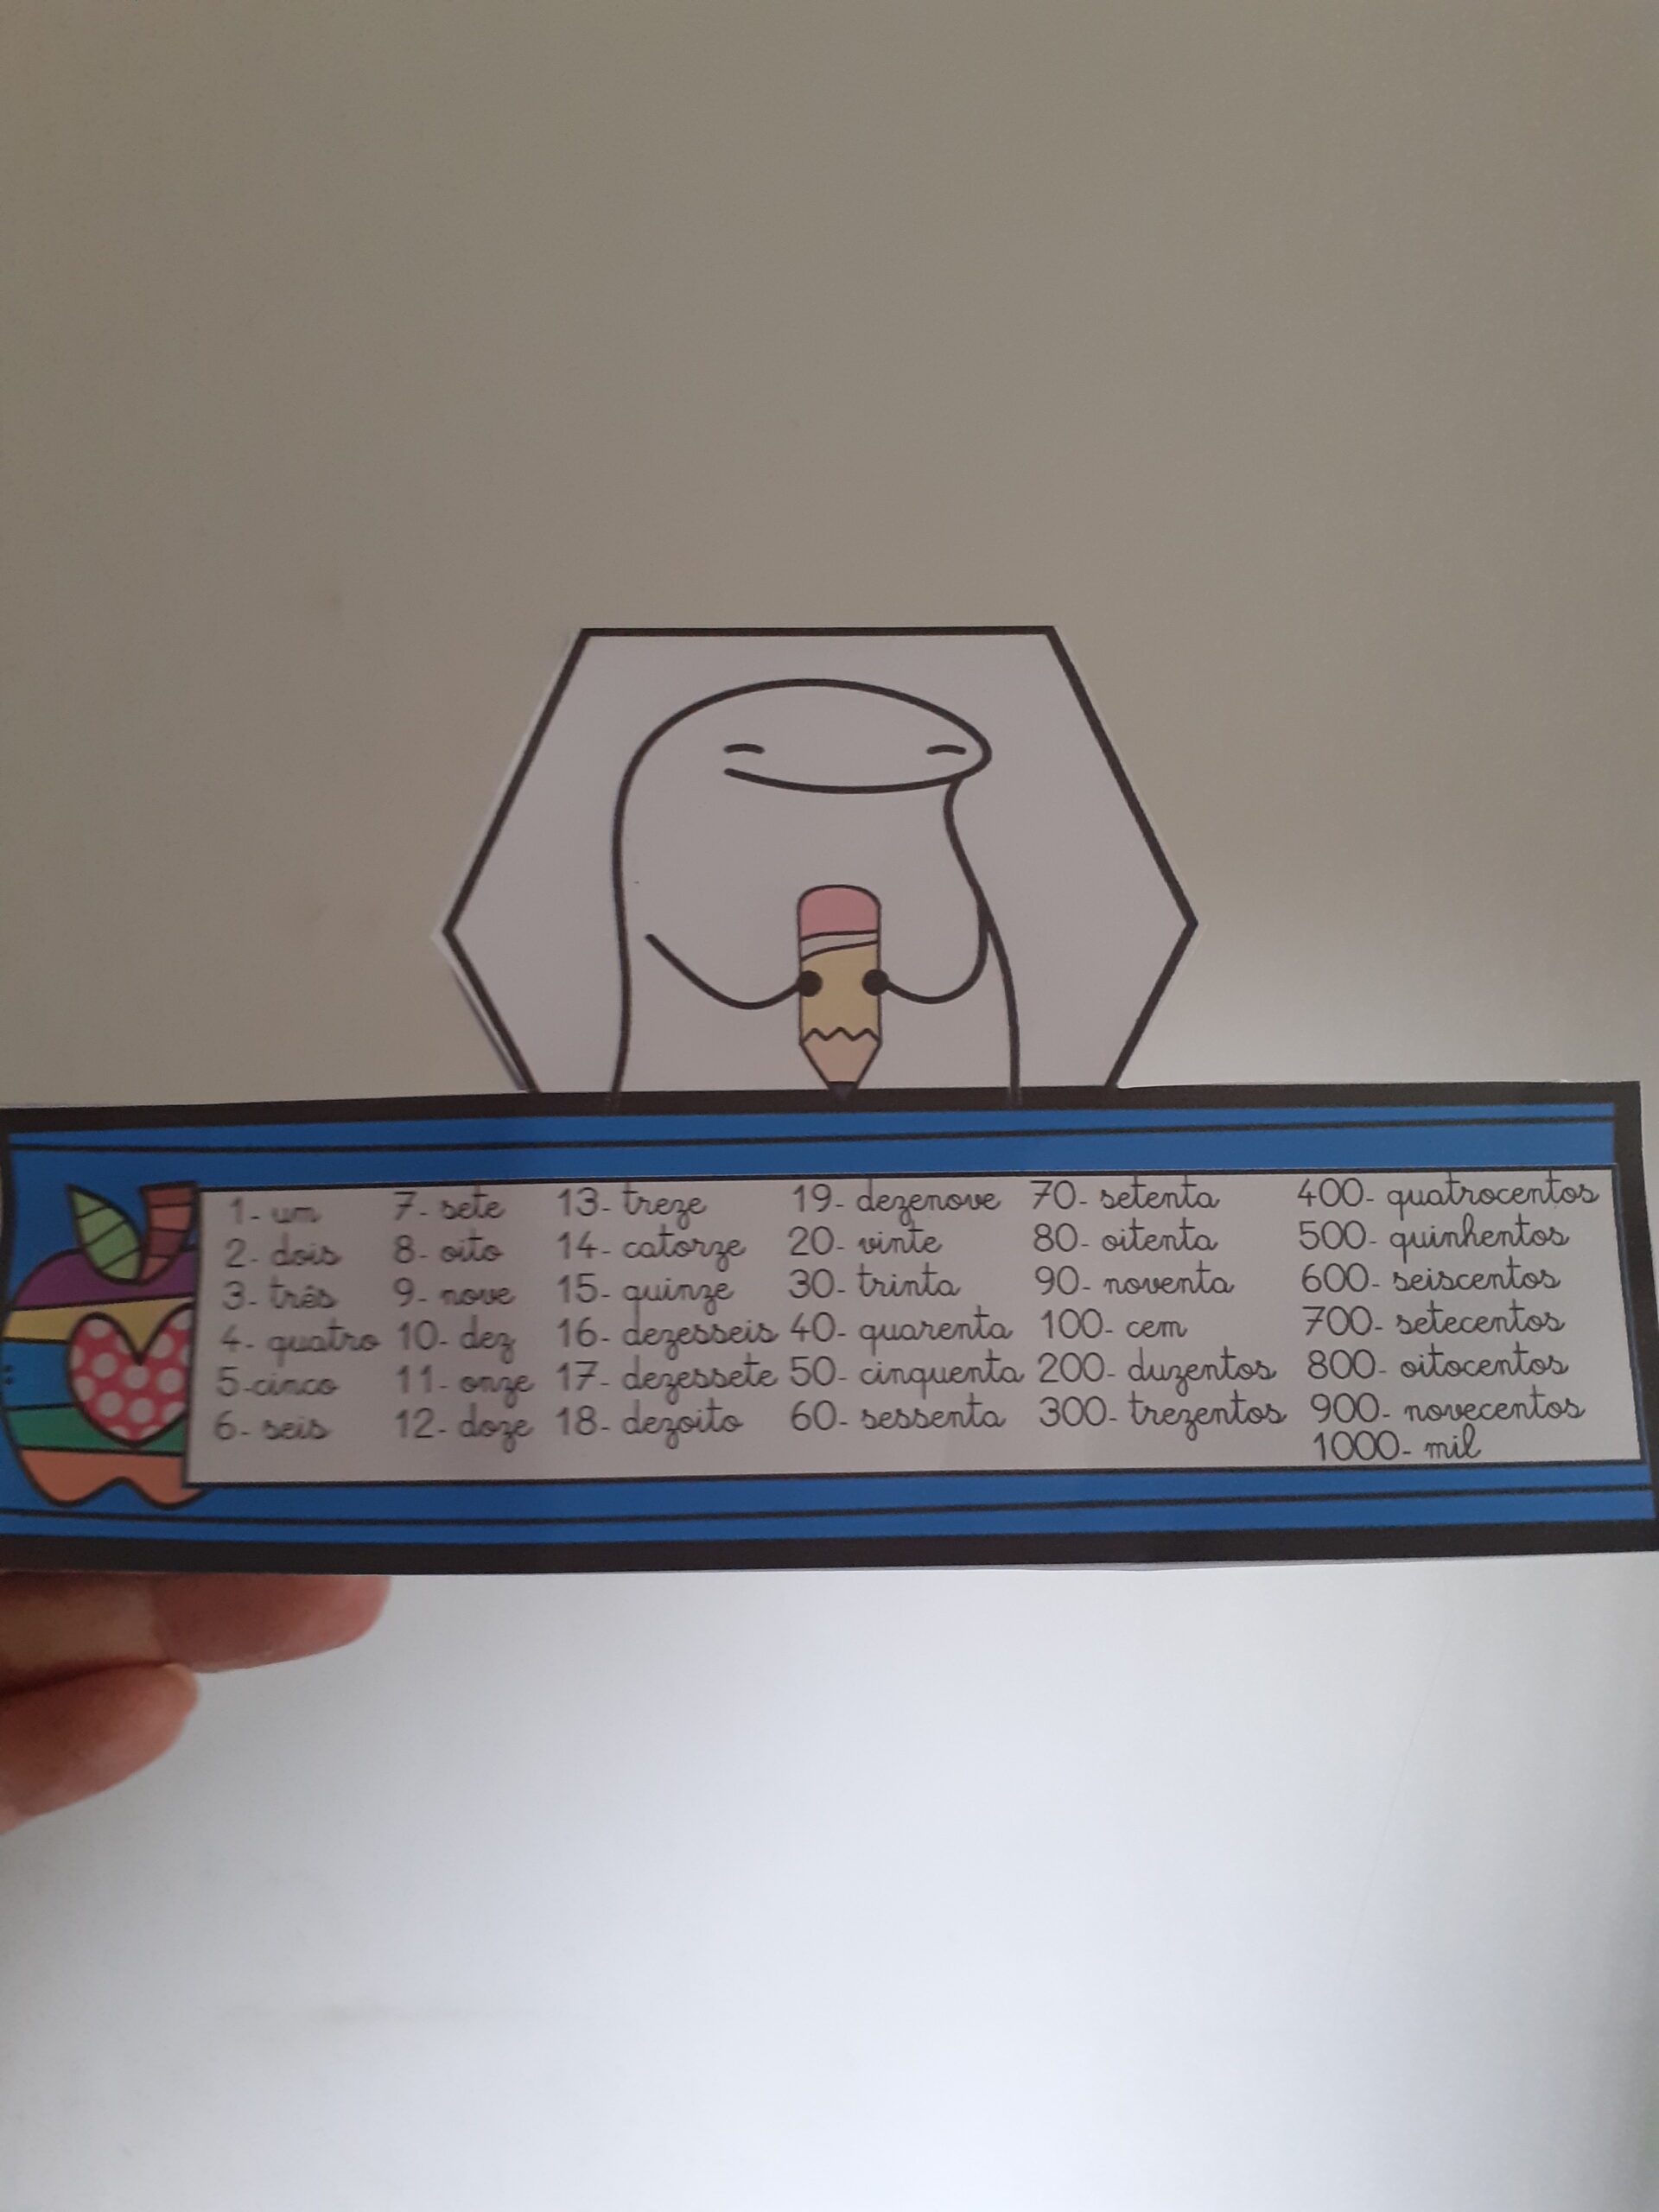 1- um
2- dois
3- três
4- quatro
5-cinco
6- seis
7- sete
8- oito
9- nove
10- dez
11- onze
12- doze
13- treze
14- catorze
15- quinze
16- dezesseis
17- dezessete
18- dezoito
19- dezenove
20- vinte
30- trinta
40- quarenta
50- cinquenta
60- sessenta
70- setenta
80- oitenta
90- noventa
100- cem
200- duzentos
300- trezentos
400- quatrocentos
500- quinhentos
600- seiscentos
700- setecentos
800- oitocentos
900- novecentos
1000- mil